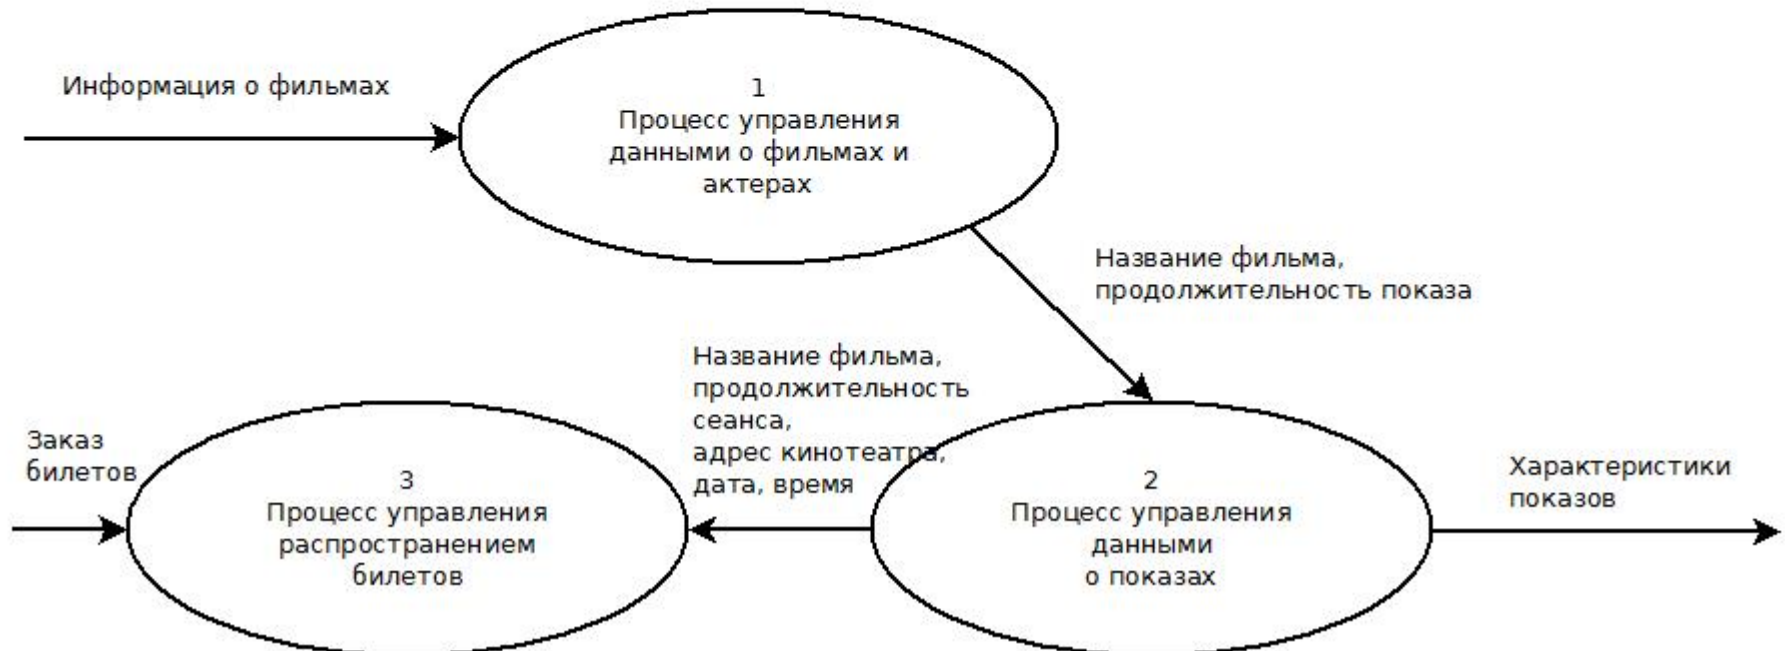 Информация о фильмах
1
Процесс управления
данными о фильмах и
актерах
Название фильма,
продолжительность показа
Название фильма,
продолжительность
сеанса,
адрес кинотеатра,
дата, время
Заказ
билетов
3
Процесс управления
распространением
билетов
2
Процесс управления
данными
о показах
Характеристики
показов